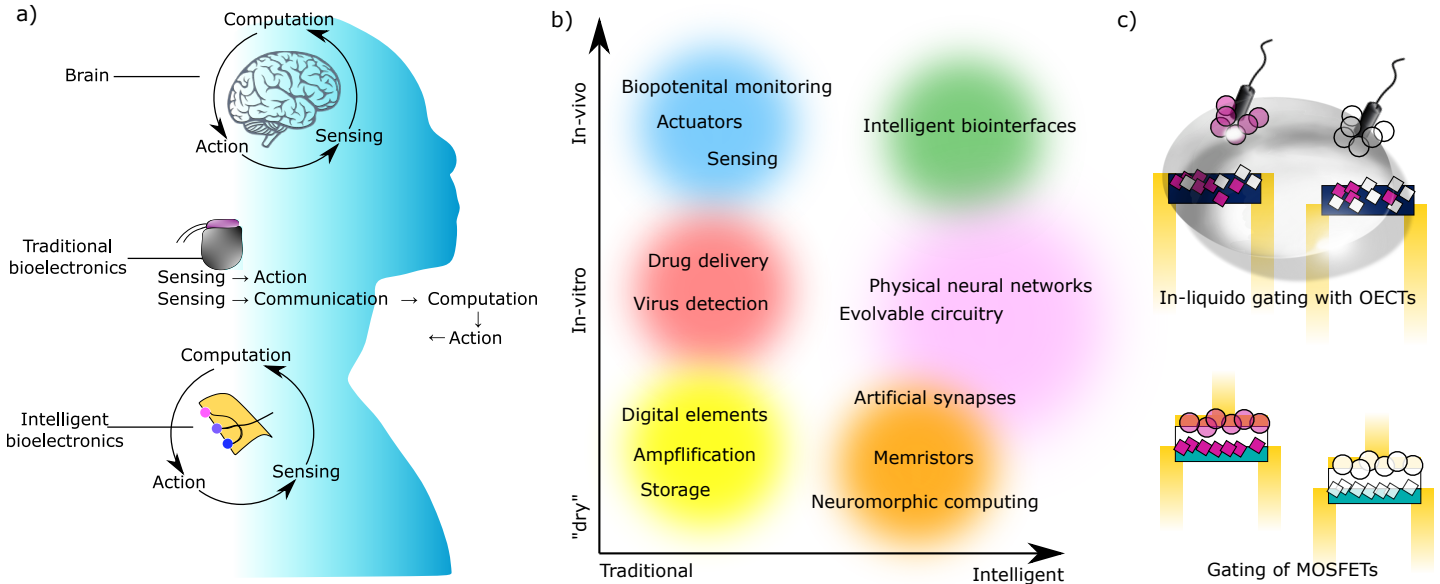 a)
Computation
Brain
Sensing
Action
Traditional
bioelectronics
Sensing → Action
Sensing → Communication → Computation
↓
← Action
Computation
Intelligent
bioelectronics
Sensing
Action
b)
In-vivo
In-vitro
"dry"
Biopotenital monitoring
Actuators
Sensing
Intelligent biointerfaces
Drug delivery
Virus detection
Physical neural networks
Evolvable circuitry
Digital elements
Ampflification
Storage
Artificial synapses
Memristors
Neuromorphic computing
Traditional
Intelligent
c)
In-liquido gating with OECTs
Gating of MOSFETs